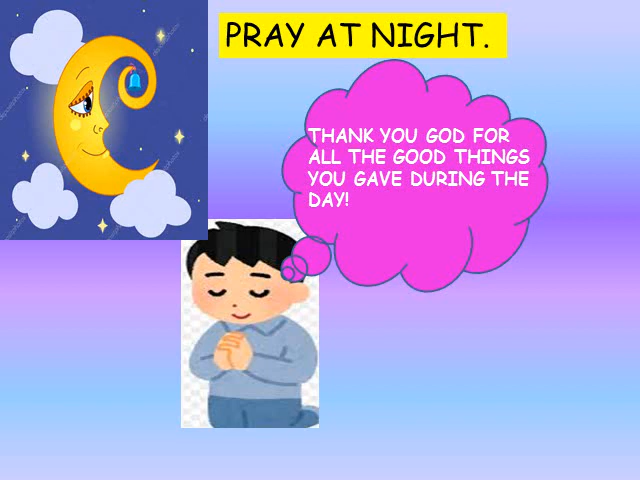 PRAY AT NIGHT.
THANK YOU GOD FOR
ALL THE GOOD THINGS
YOU GAVE DURING THE
DAY!